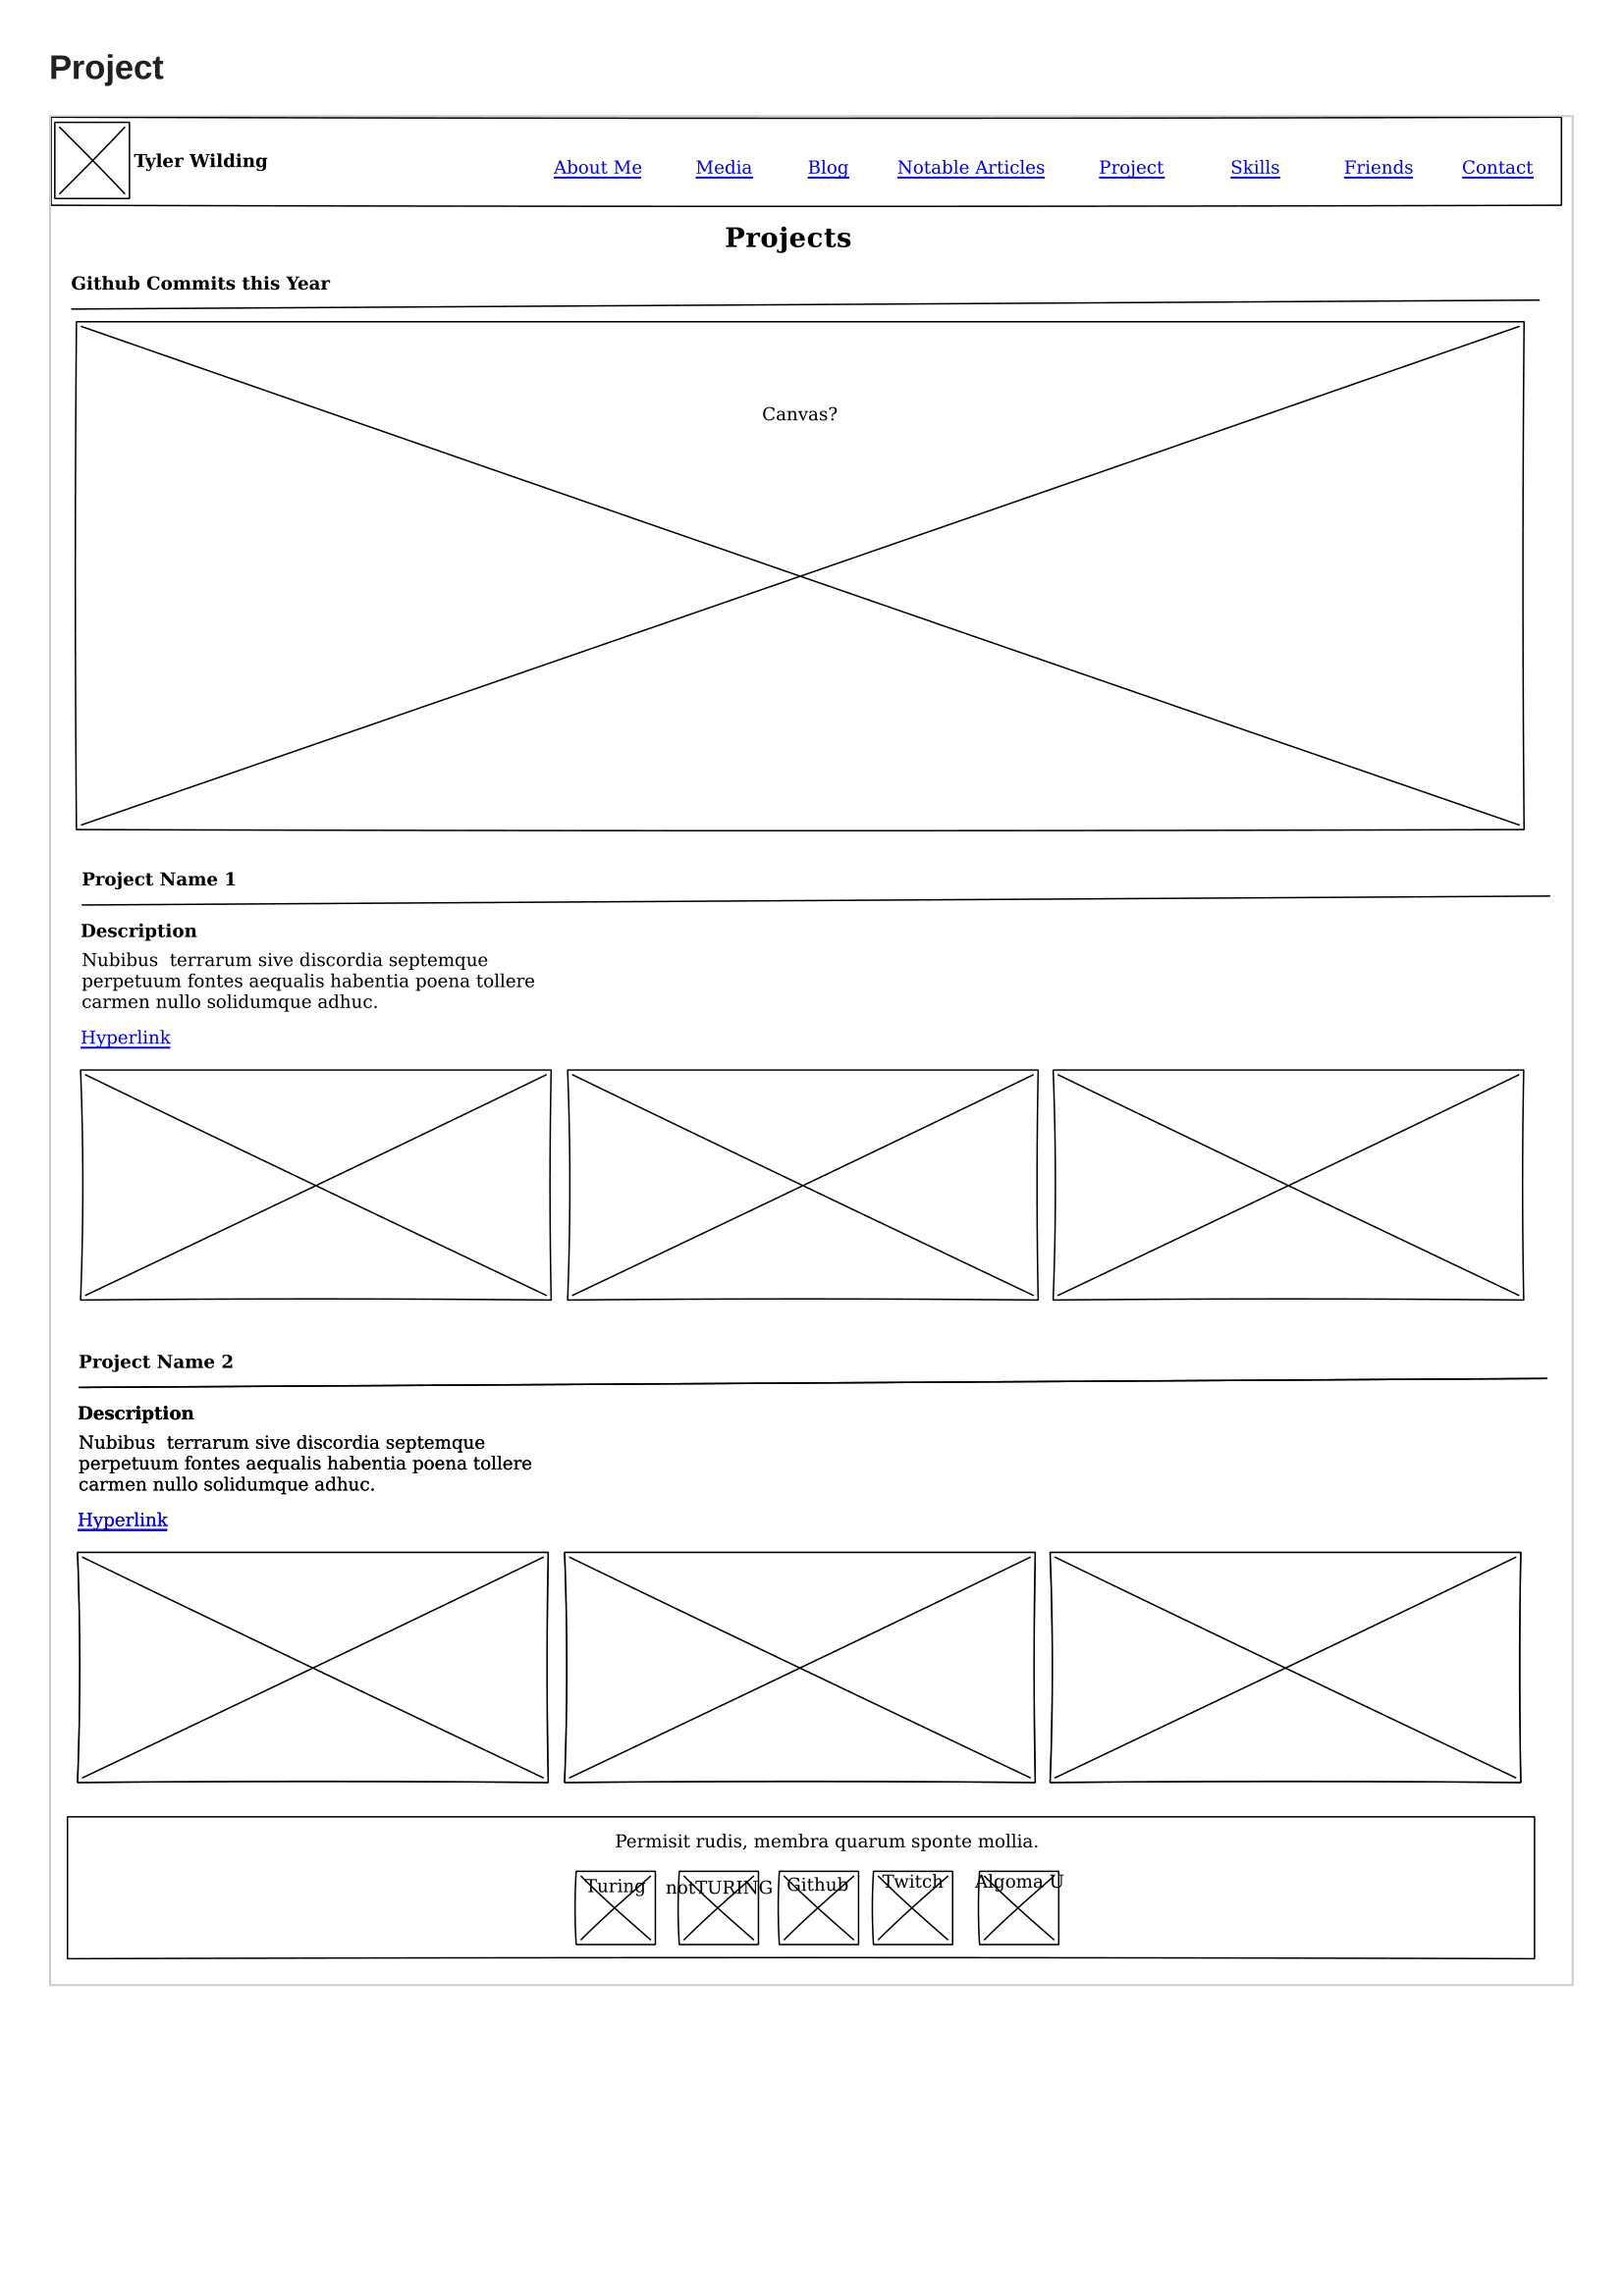 Project
Tyler Wilding
About Me Media Blog Notable Articles Project Skills Friends Contact
Projects
Github Commits this Year
Canvas?
Project Name 1
Description
Nubibus  terrarum sive discordia septemque
perpetuum fontes aequalis habentia poena tollere
carmen nullo solidumque adhuc.
Hyperlink
Project Name 2
Description
Nubibus  terrarum sive discordia septemque
perpetuum fontes aequalis habentia poena tollere
carmen nullo solidumque adhuc.
Hyperlink
Permisit rudis, membra quarum sponte mollia.
Turing notTURING Github Twitch Algoma U